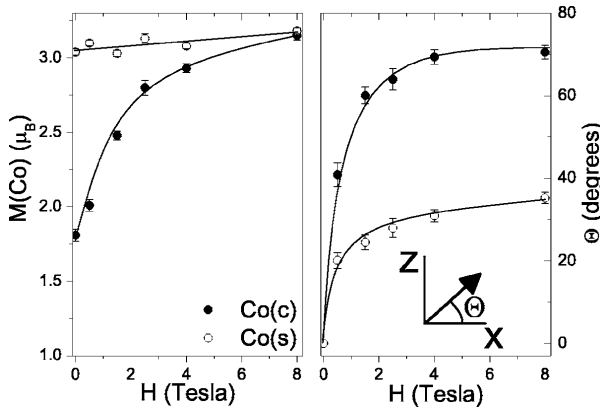 M(Co) (μB)
3.0
2.5
2.0
1.5
1.0
Co(c)
Co(s)
0 2 4 6 8
H (Tesla)
80
60
40
20
0
Θ (degrees)
Z
Θ
X
0 2 4 6 8
H (Tesla)